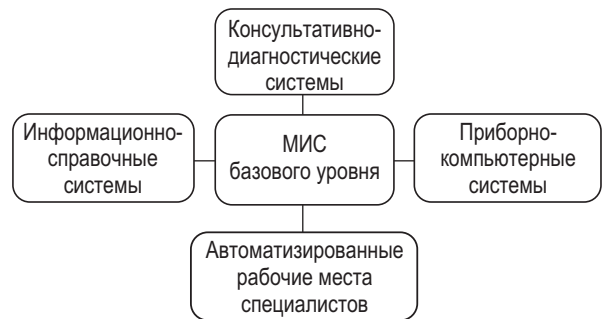 Консультативно-
диагностические
системы
Информационно-
справочные
системы
МИС
базового уровня
Приборно-
компьютерные
системы
Автоматизированные
рабочие места
специалистов